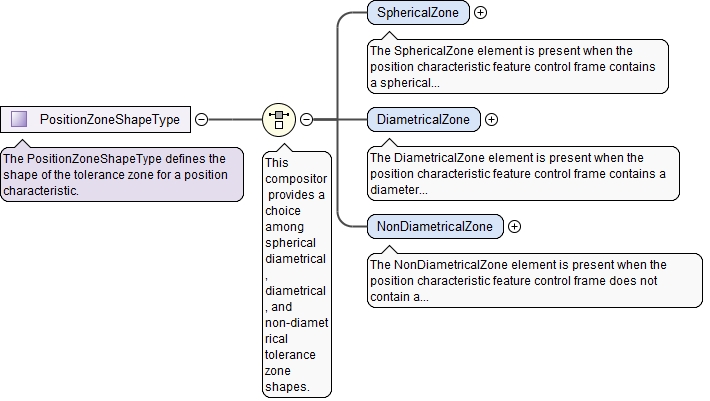 SphericalZone
The SphericalZone element is present when the
position characteristic feature control frame contains
a spherical...
PositionZoneShapeType
The PositionZoneShapeType defines the
shape of the tolerance zone for a position
characteristic.
This
compositor
provides a
choice
among
spherical
diametrical
,
diametrical
, and
non-diamet
rical
tolerance
zone
shapes.
DiametricalZone
The DiametricalZone element is present when the
position characteristic feature control frame contains a
diameter...
NonDiametricalZone
The NonDiametricalZone element is present when the
position characteristic feature control frame does not
contain a...